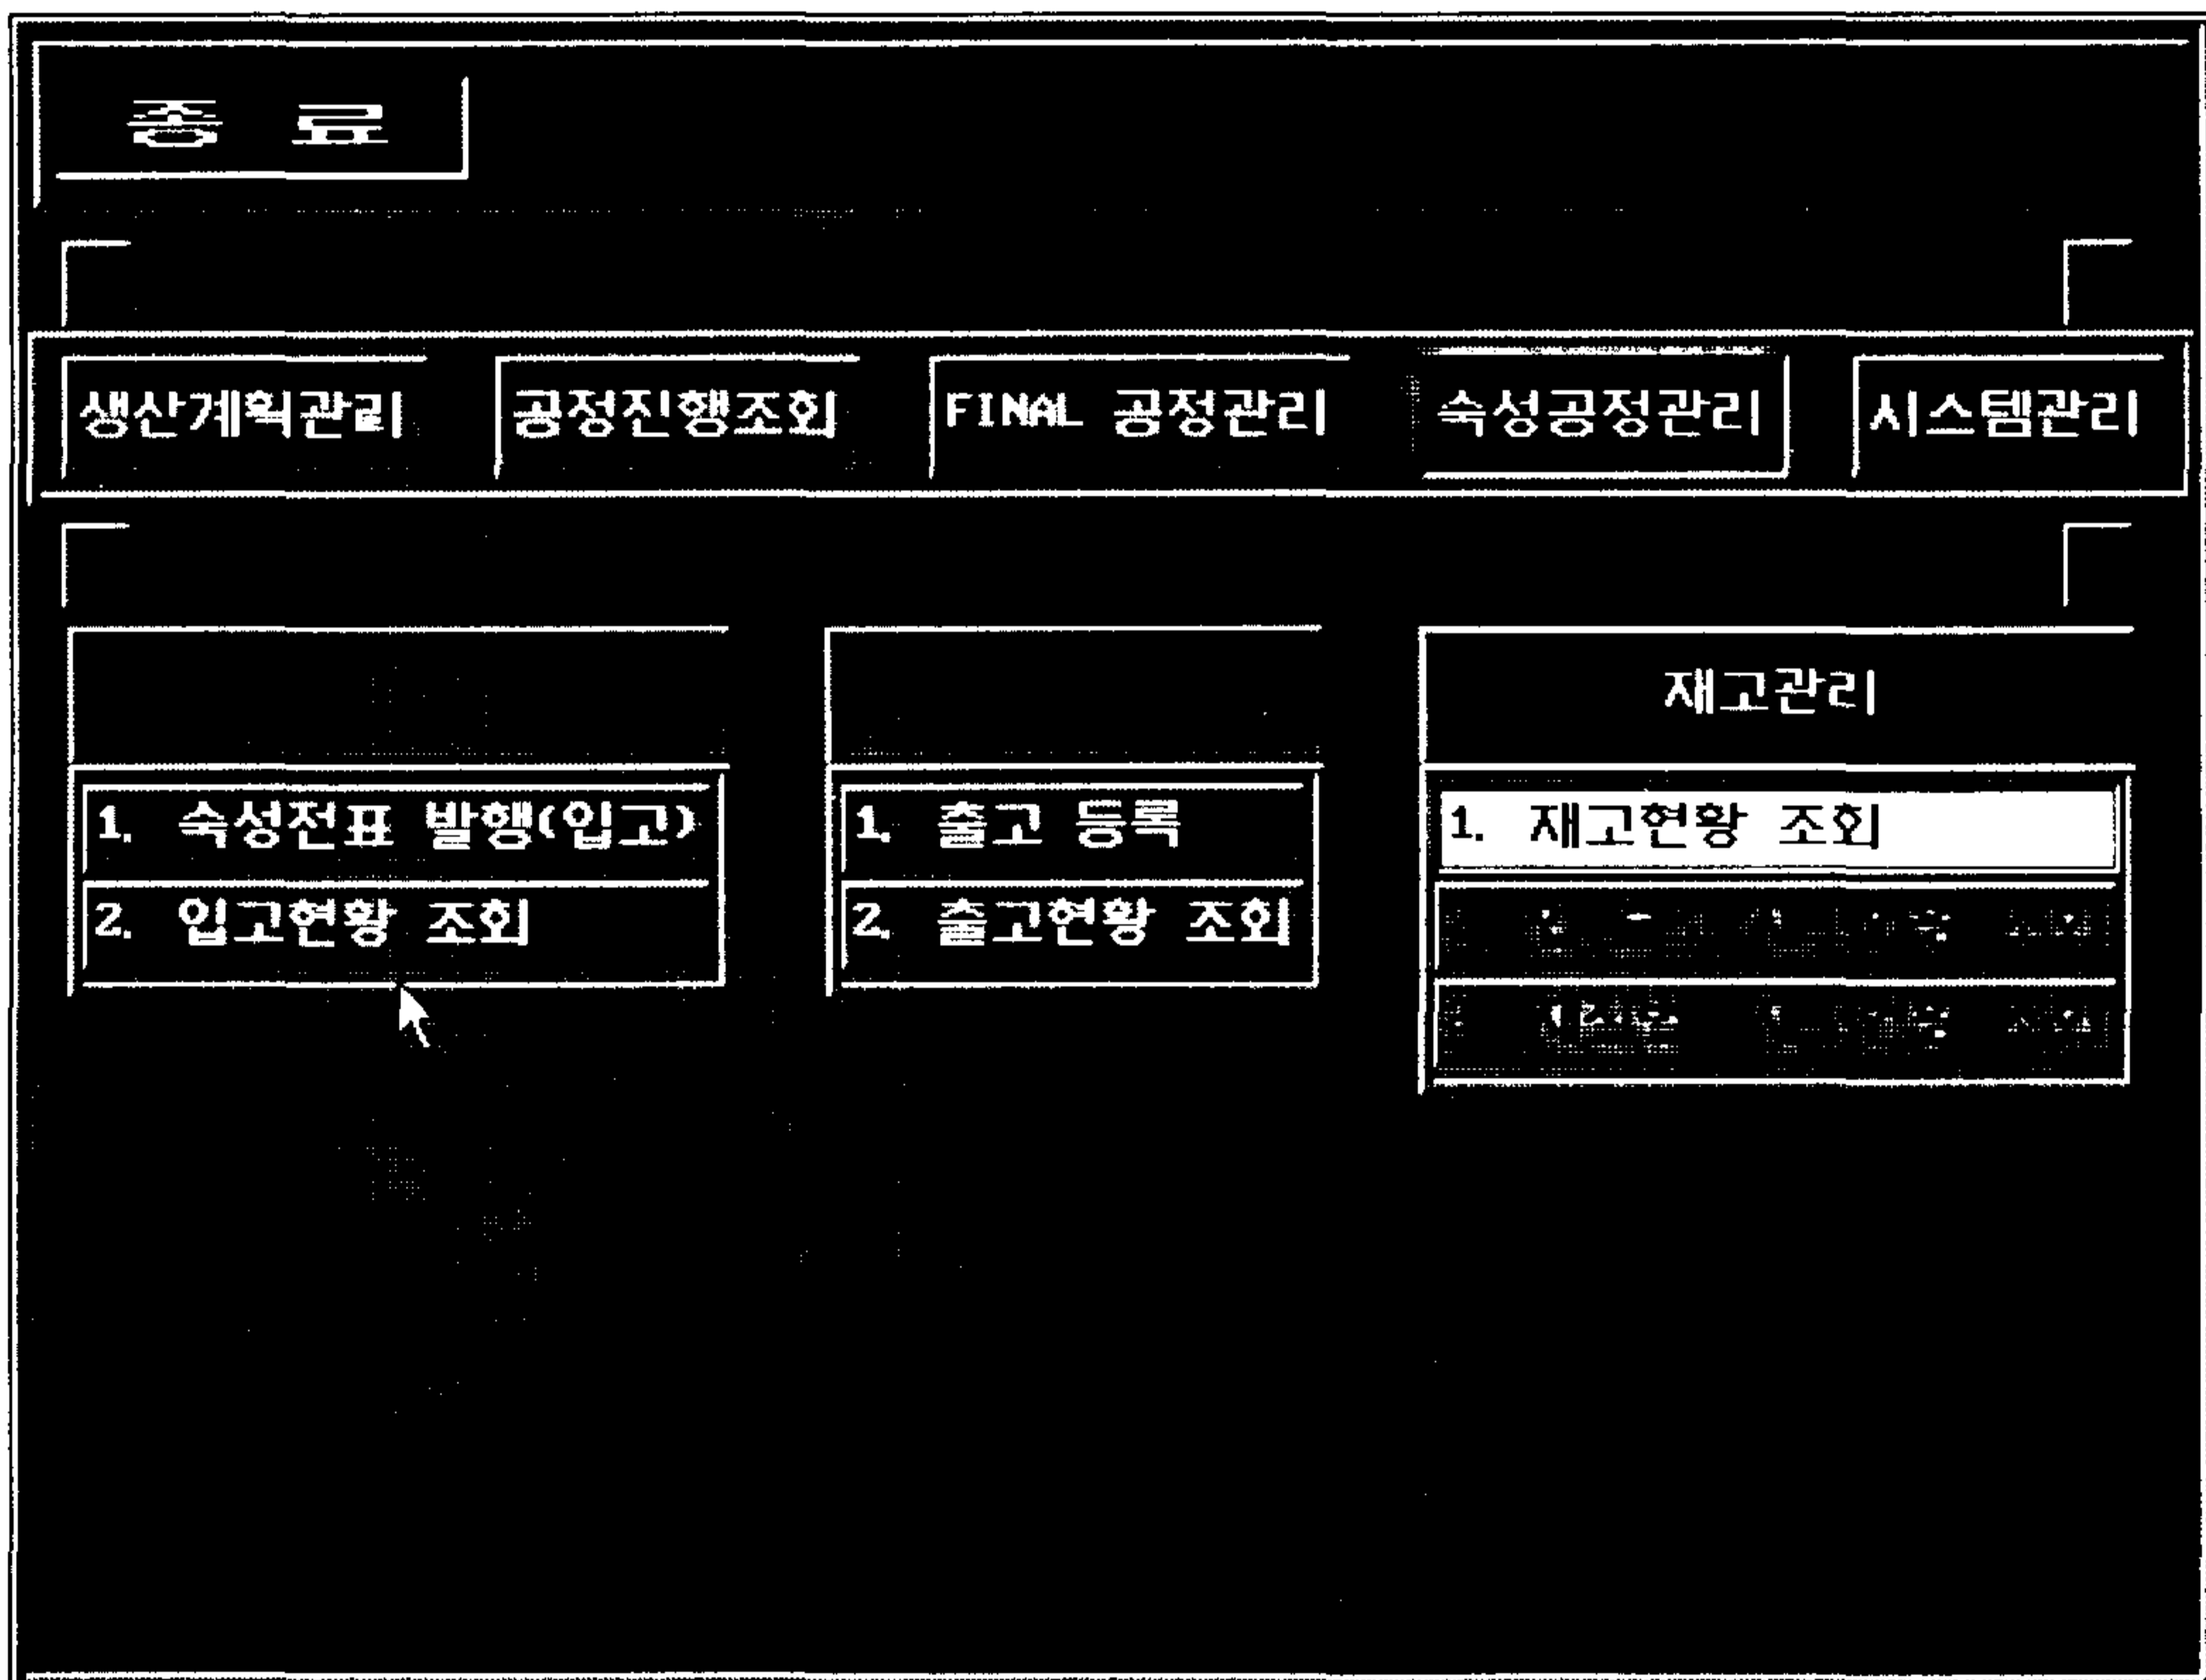 종 료
생산계획관리 공정진행조회 FINAL 공정관리 숙성공정관리 시스템관리
재고관리
1. 숙성전표 발행(입고) 1. 출고 등록 1. 재고현황 조회
2. 입고현황 조회 2. 출고현황 조회